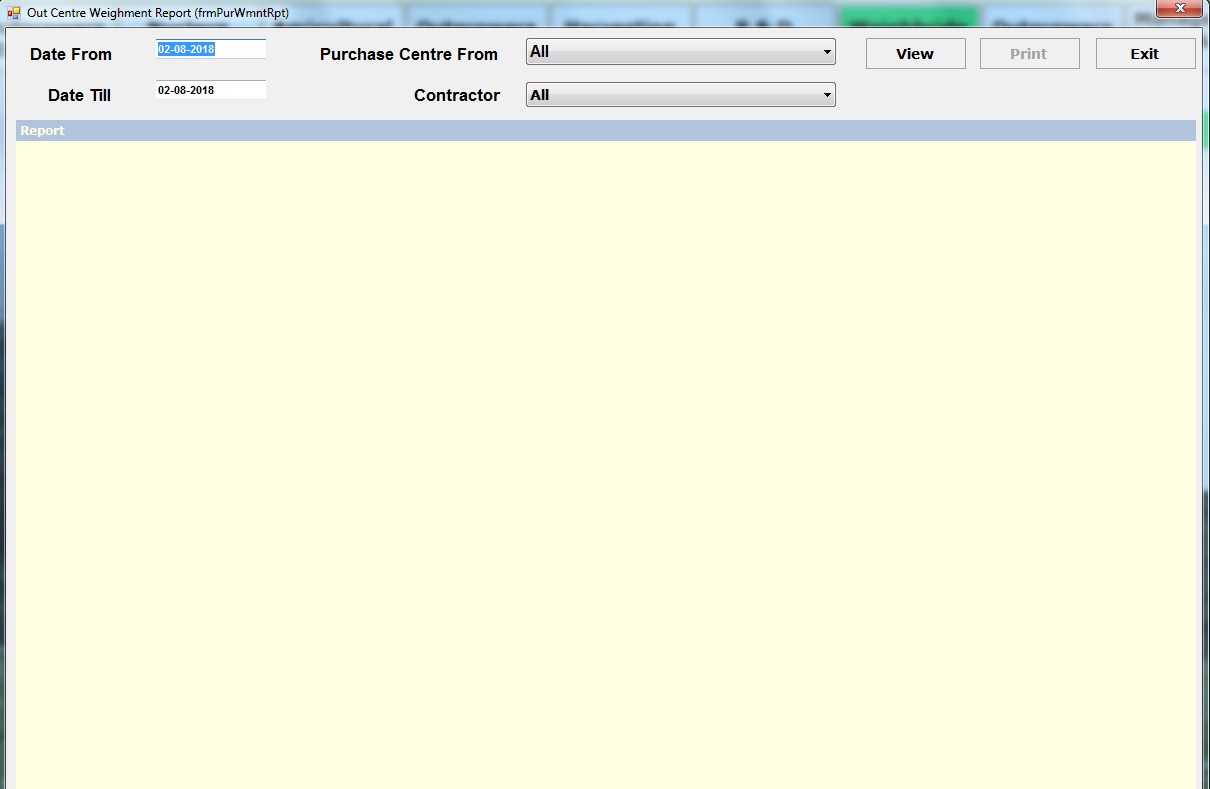 Out Centre Weighment Report (frmPurWmntRpt)
Date From 02-08-2018 Purchase Centre From All View Print Exit
Date Till 02-08-2018 Contractor All
Report